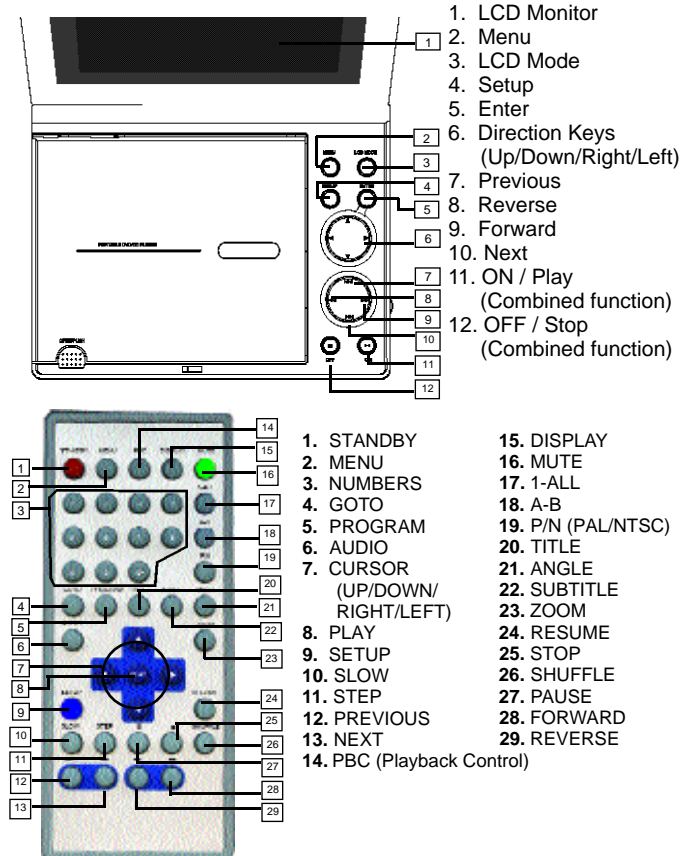 1
2
3
4
5
6
7
8
9
10
11
12
MENU
LCD MODE
OFF
1. LCD Monitor
2. Menu
3. LCD Mode
4. Setup
5. Enter
6. Direction Keys
(Up/Down/Right/Left)
7. Previous
8. Reverse
9. Forward
10. Next
11. ON / Play
(Combined function)
12. OFF / Stop
(Combined function)
1
2
3
4
5
6
7
8
9
10
11
12
13
14
15
16
17
18
19
20
21
22
23
24
25
26
27
28
29
1. STANDBY
2. MENU
3. NUMBERS
4. GOTO
5. PROGRAM
6. AUDIO
7. CURSOR
(UP/DOWN/
RIGHT/LEFT)
8. PLAY
9. SETUP
10. SLOW
11. STEP
12. PREVIOUS
13. NEXT
14. PBC (Playback Control)
15. DISPLAY
16. MUTE
17. 1-ALL
18. A-B
19. P/N (PAL/NTSC)
20. TITLE
21. ANGLE
22. SUBTITLE
23. ZOOM
24. RESUME
25. STOP
26. SHUFFLE
27. PAUSE
28. FORWARD
29. REVERSE